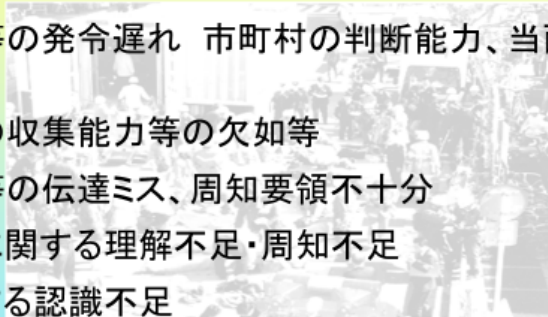 の発令遅れ 市町村の判断能力、当
収集能力等の欠如等
の伝達ミス、周知要領不十分
関する理解不足・周知不足
る認識不足